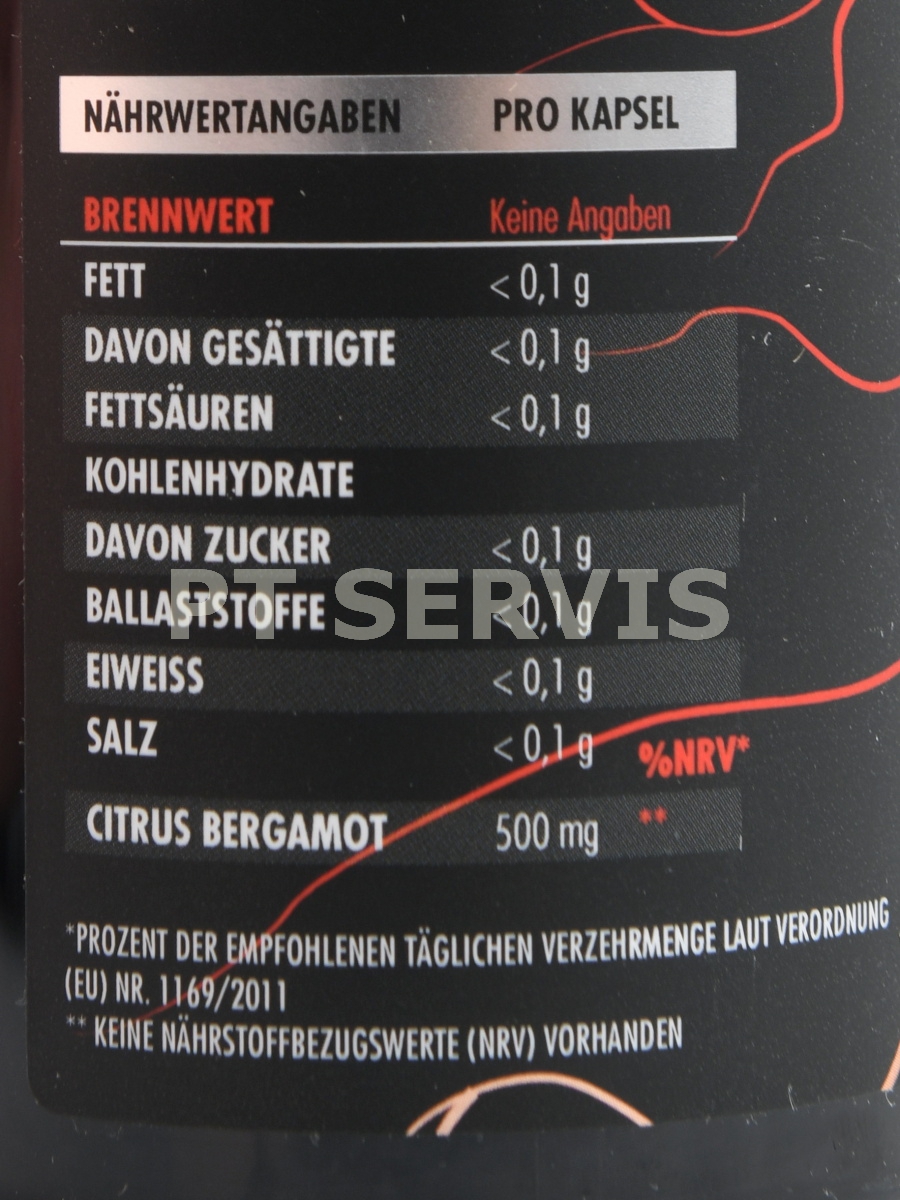 NÄHRWERTANGABEN PRO KAPSEL
BRENNWERT Keine Angaben
FETT < 0,1 g
DAVON GESÄTTIGTE < 0,1 g
FETTSÄUREN < 0,1 g
KOHLENHYDRATE
DAVON ZUCKER < 0,1 g
BALLASTSTOFFE < 0,1 g
PT SERVIS
EIWEISS < 0,1 g
SALZ < 0,1 g %NRV*
CITRUS BERGAMOT 500 mg **
*PROZENT DER EMPFOHLENEN TÄGLICHEN VERZEHRMENGE LAUT VERORDNUNG
(EU) NR. 1169/2011
** KEINE NÄHRSTOFFBEZUGSWERTE (NRV) VORHANDEN